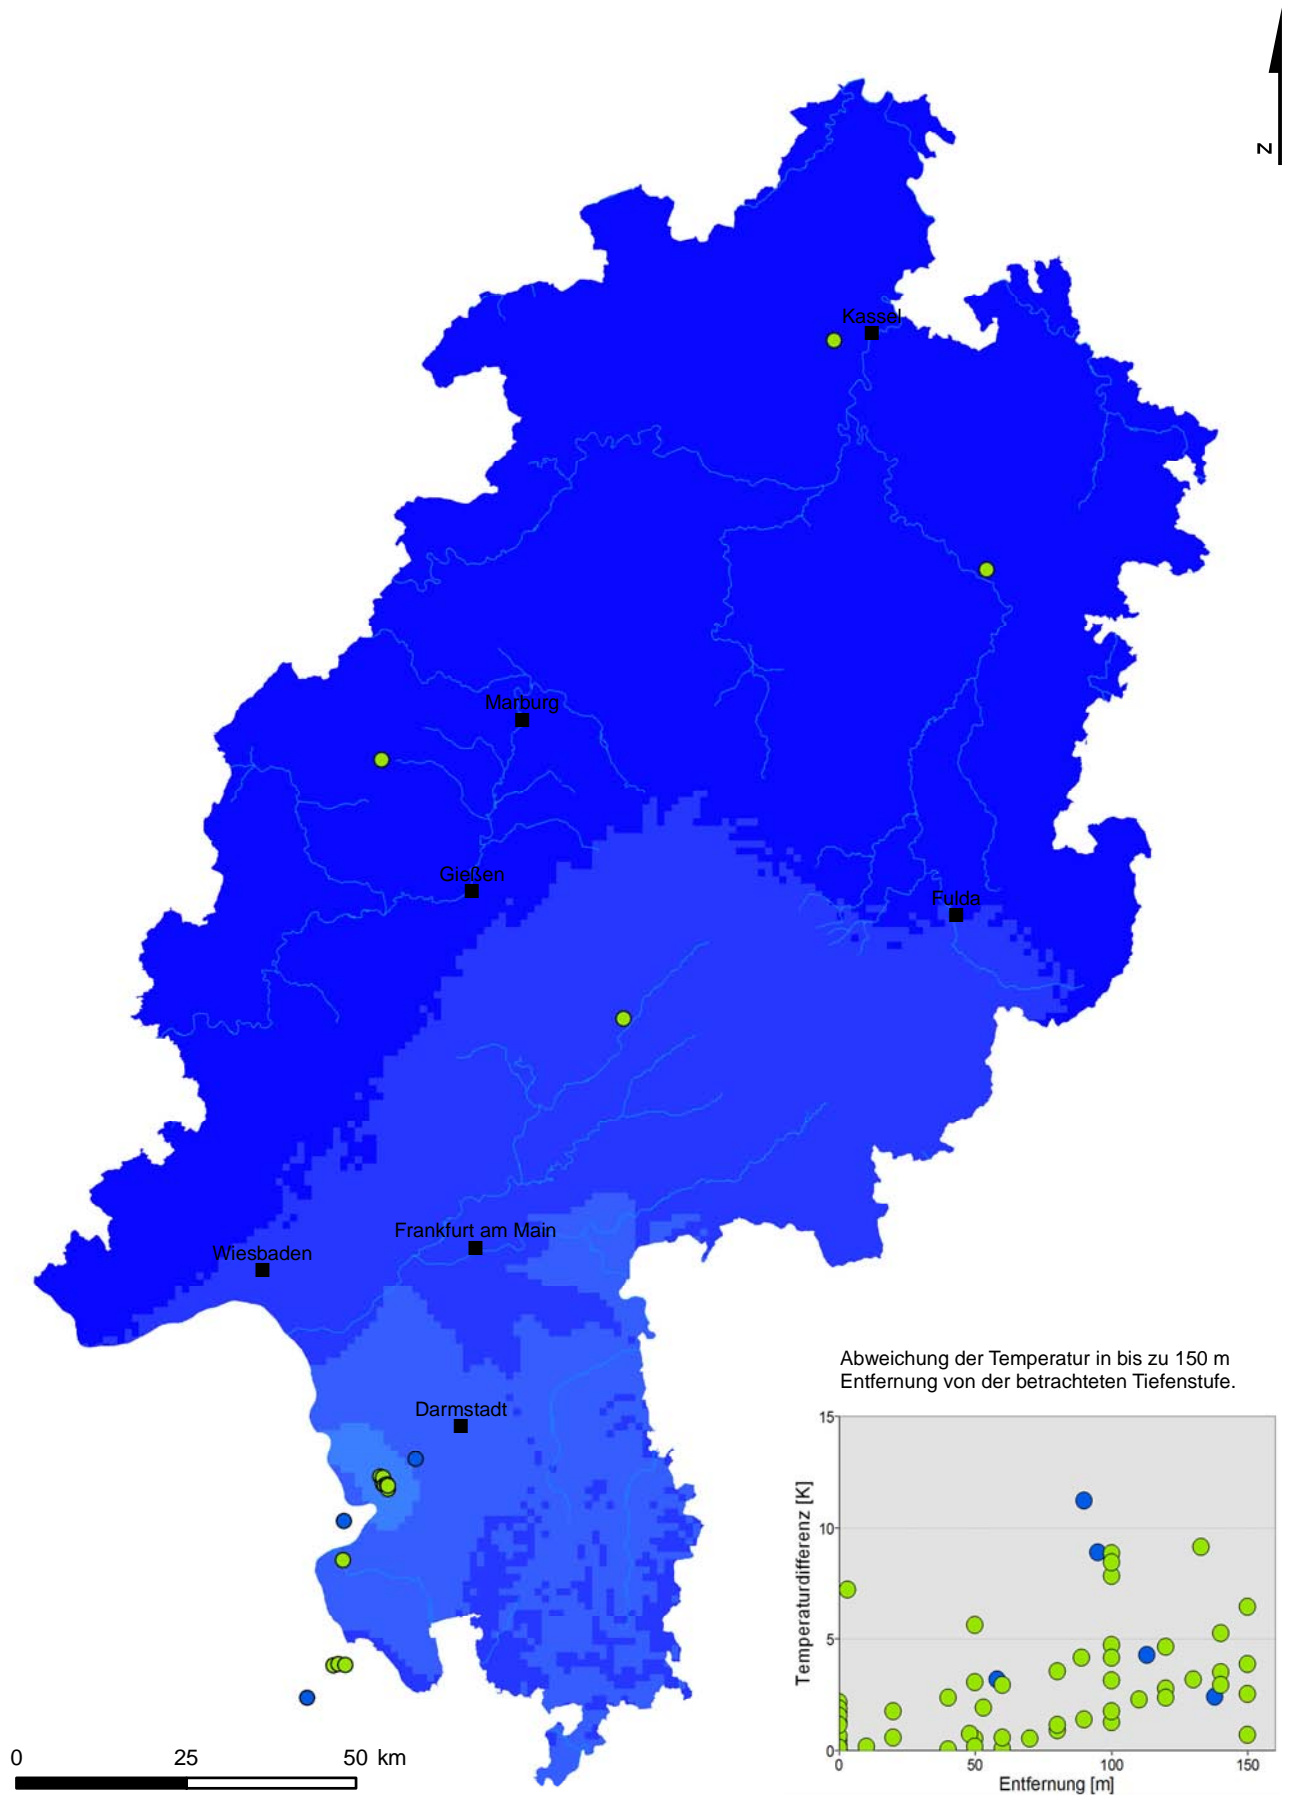 N
Kassel
Marburg
Gießen
Fulda
Frankfurt am Main
Wiesbaden
Darmstadt
Abweichung der Temperatur in bis zu 150 m
Entfernung von der betrachteten Tiefenstufe.
15
10
5
0
Temperaturdifferenz [K]
0 50 100 150
Entfernung [m]
0 25 50 km